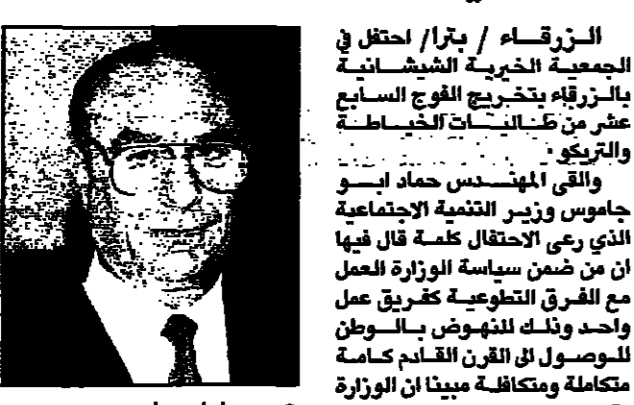 الزرقاء / بترا/ احتفل في
الجمعية الخيرية الشيشانية
بالزرقاء بتخريج الفوج السابع
عشر من طالبات الخياطة
والتريكو .
والقى المهندس حماد ابو
جاموس وزير التنمية الاجتماعية
الذي رعى الاحتفال كلمة قال فيها
ان من ضمن سياسة الوزارة العمل
مع الفرق التطوعية كفريق عمل
واحد وذلك للنهوض بالوطن
للوصول الى القرن القادم كامة
متكاملة ومتكافلة مبينا ان الوزارة